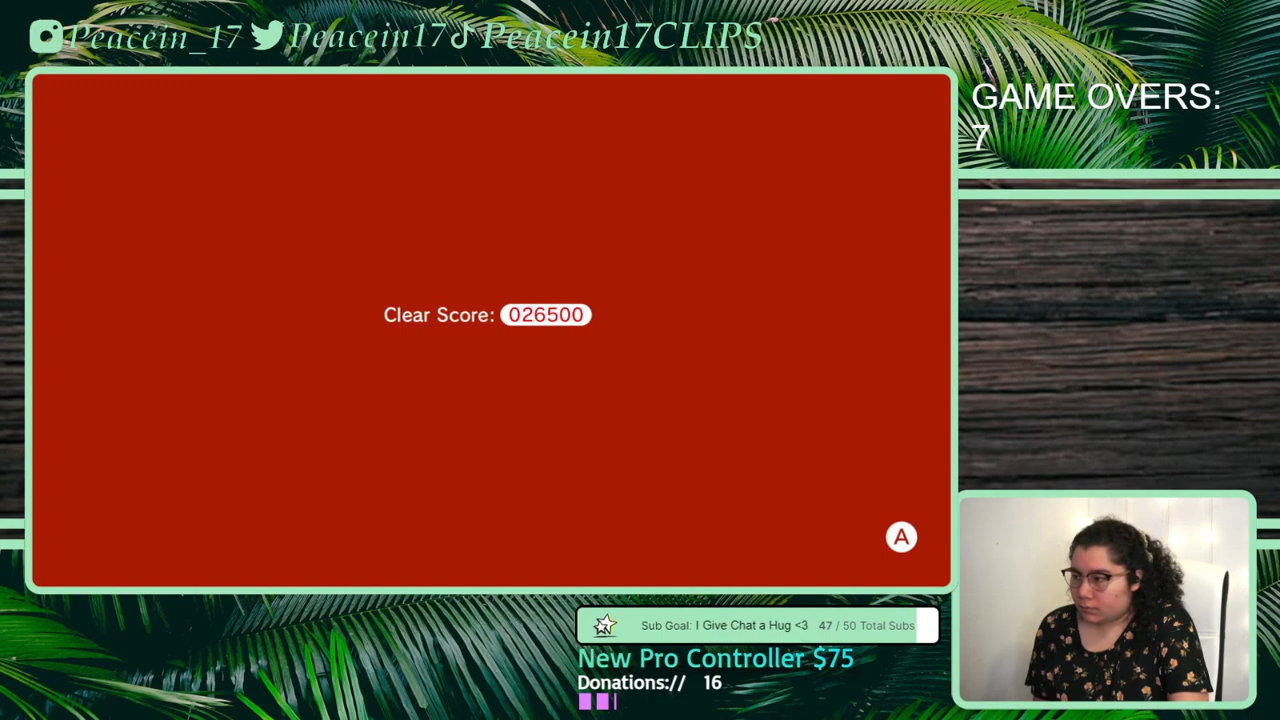 Peacein_17 Peacein17 Peacein17CLIPS
GAME OVERS:
7
Clear Score: 026500
A
Sub Goal: I Give Chat a Hug <3 47 / 50 Total Subs
New Pro Controller $75
Donations:// 16